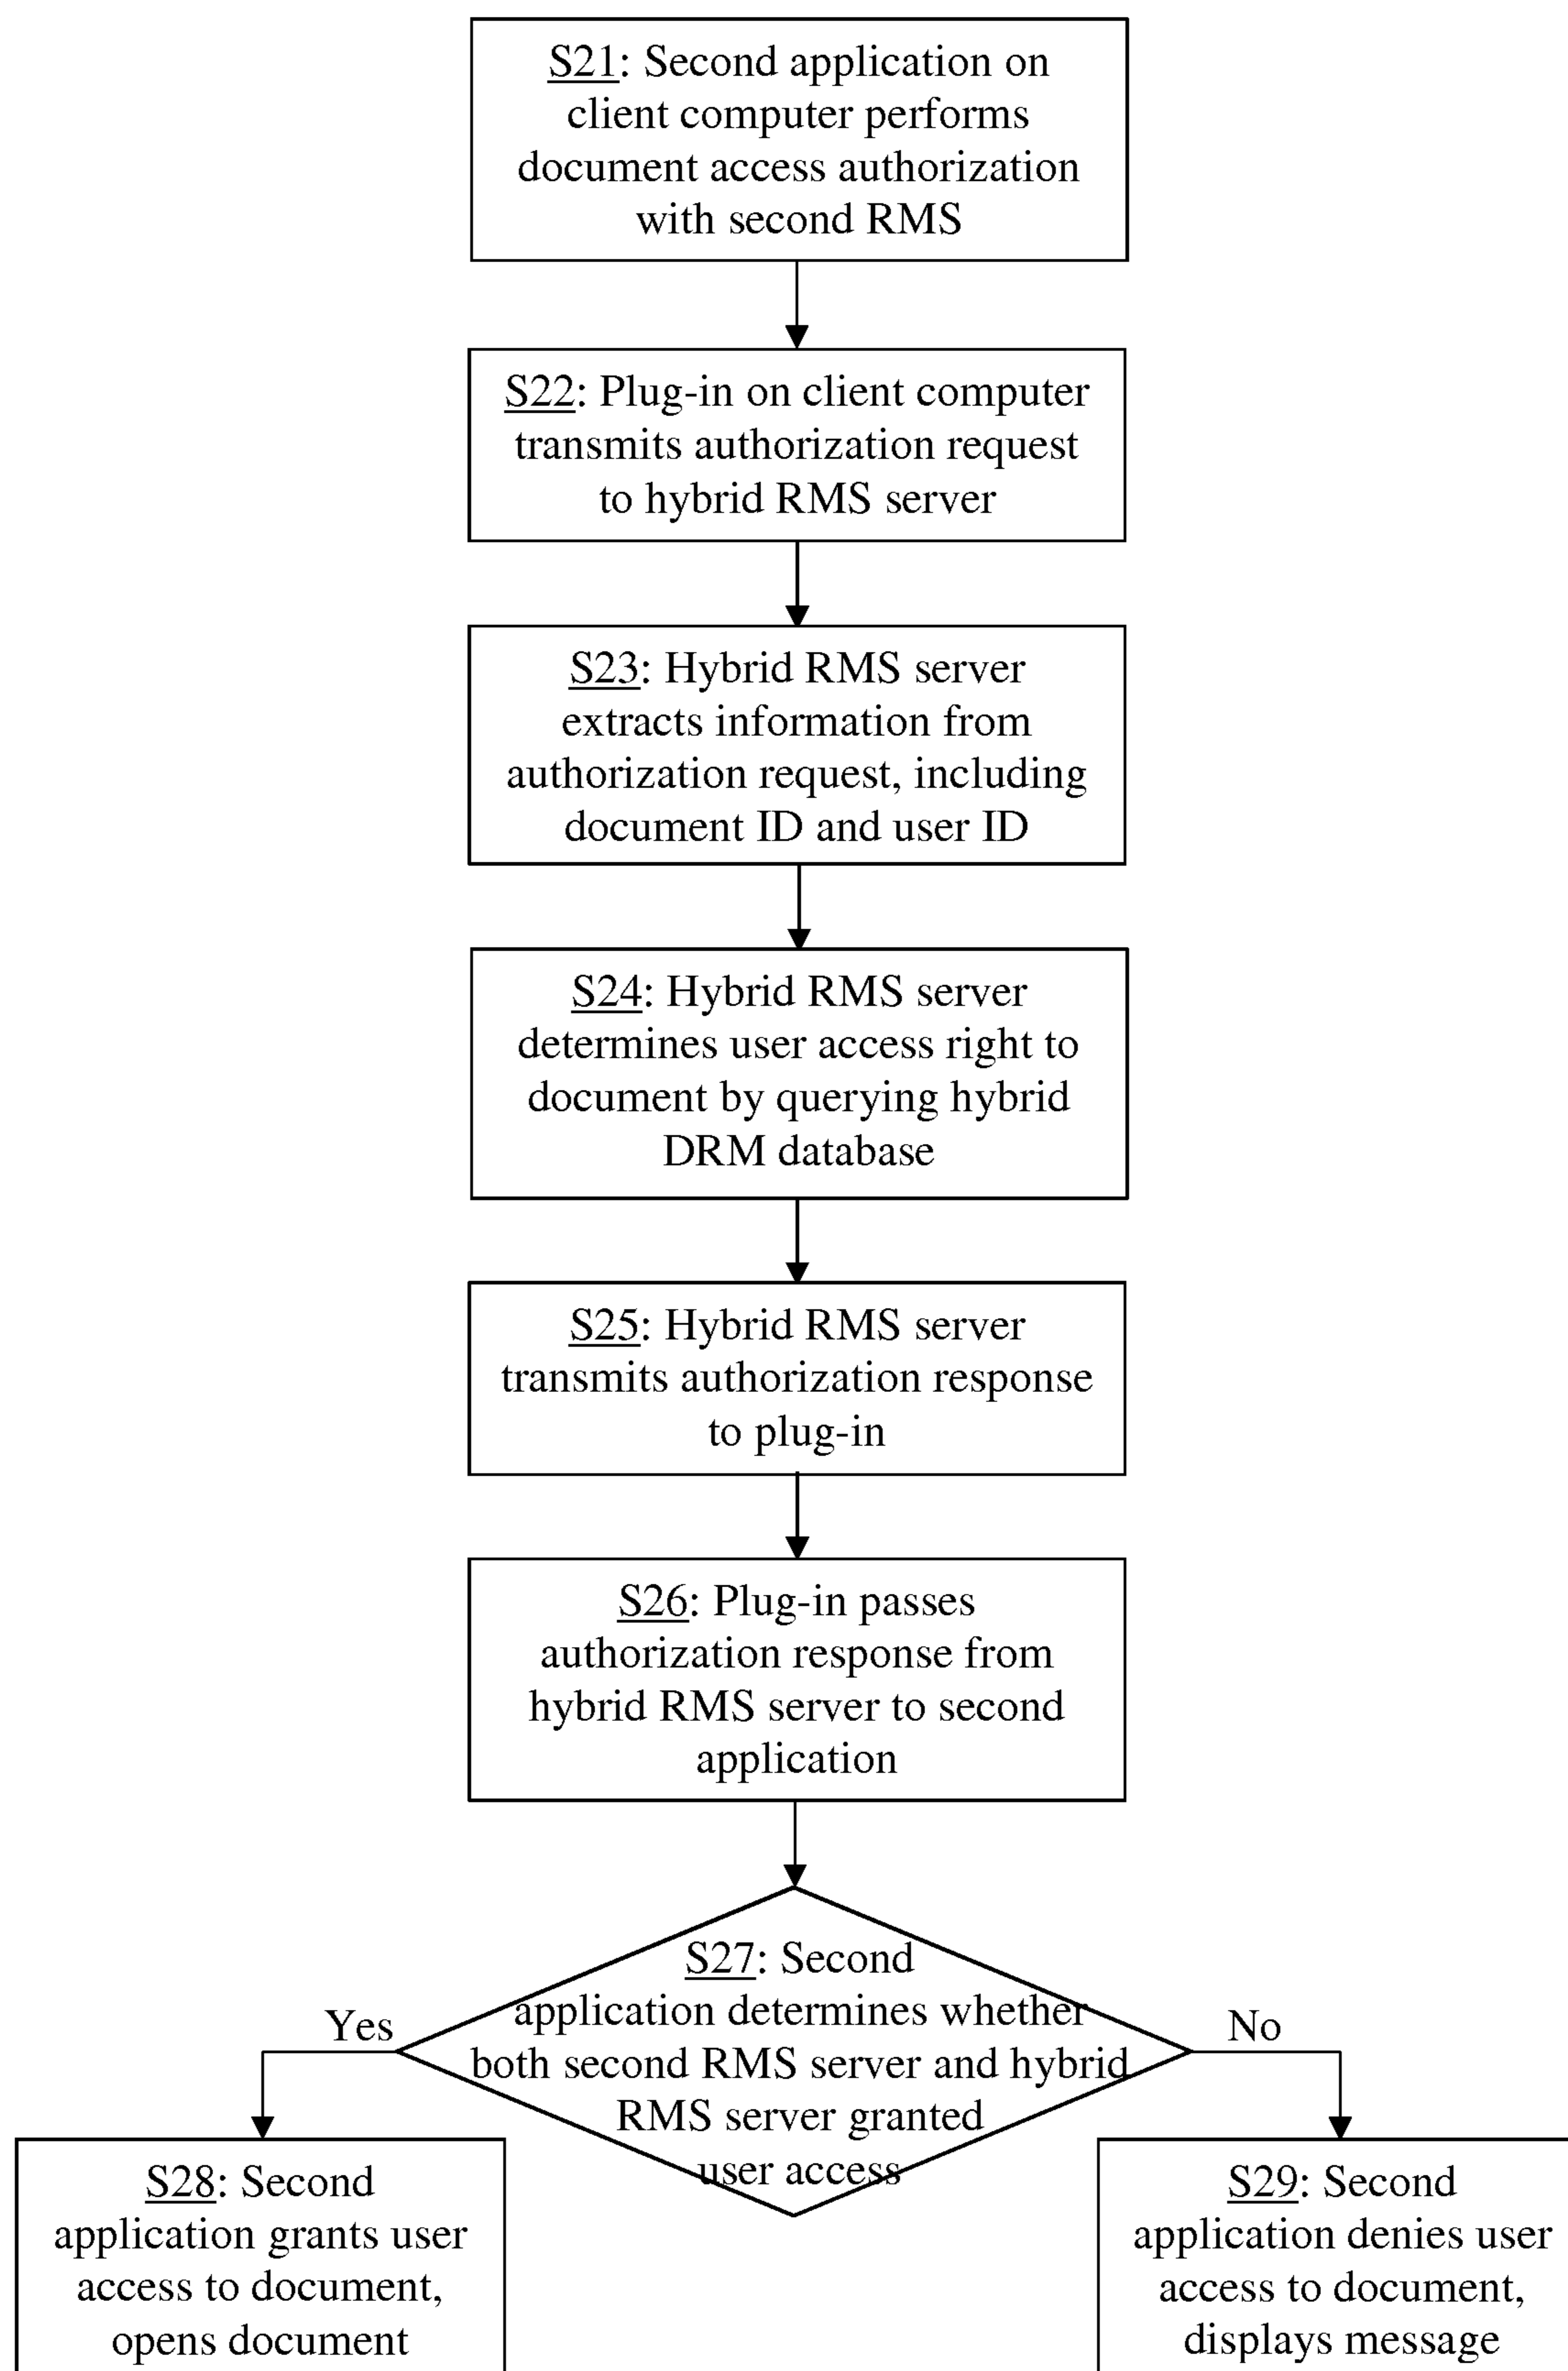 S21: Second application on
client computer performs
document access authorization
with second RMS
S22: Plug-in on client computer
transmits authorization request
to hybrid RMS server
S23: Hybrid RMS server
extracts information from
authorization request, including
document ID and user ID
S24: Hybrid RMS server
determines user access right to
document by querying hybrid
DRM database
S25: Hybrid RMS server
transmits authorization response
to plug-in
S26: Plug-in passes
authorization response from
hybrid RMS server to second
application
S27: Second
application determines whether
both second RMS server and hybrid
RMS server granted
user access
Yes
No
S28: Second
application grants user
access to document,
opens document
S29: Second
application denies user
access to document,
displays message